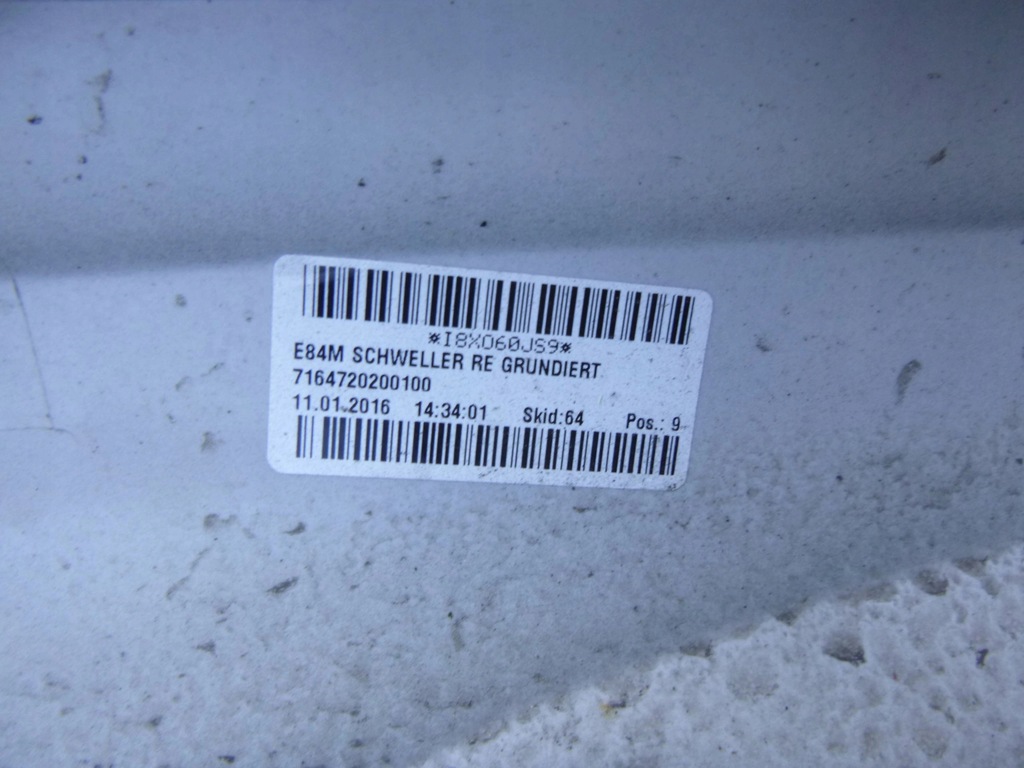 *I8X060JS9*
E84M SCHWELLER RE GRUNDIERT
7164720200100
11.01.2016 14:34:01 Skid:64 Pos.: 9